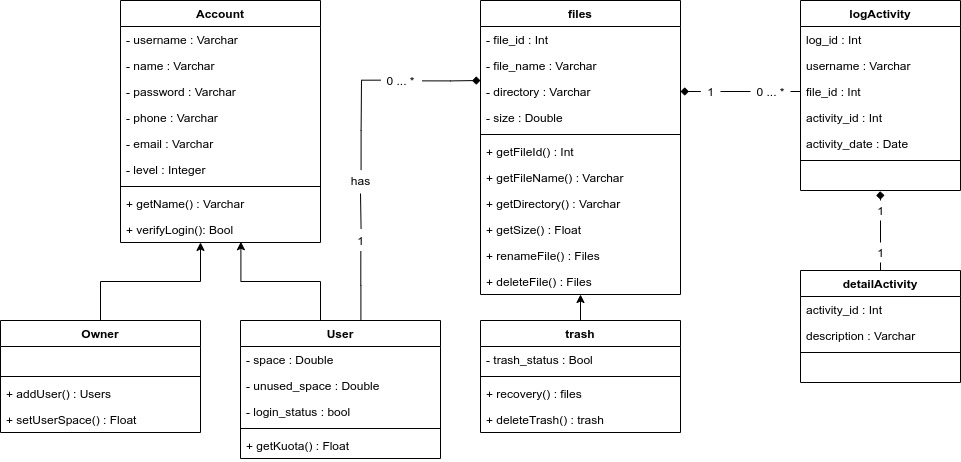 Account
- username : Varchar
- name : Varchar
- password : Varchar
- phone : Varchar
- email : Varchar
- level : Integer
+ getName() : Varchar
+ verifyLogin(): Bool
files
- file_id : Int
- file_name : Varchar
- directory : Varchar
- size : Double
+ getFileId() : Int
+ getFileName() : Varchar
+ getDirectory() : Varchar
+ getSize() : Float
+ renameFile() : Files
+ deleteFile() : Files
logActivity
log_id : Int
username : Varchar
file_id : Int
activity_id : Int
activity_date : Date
0 ... *
has
1
1
0 ... *
1
1
Owner
+ addUser() : Users
+ setUserSpace() : Float
User
- space : Double
- unused_space : Double
- login_status : bool
+ getKuota() : Float
trash
- trash_status : Bool
+ recovery() : files
+ deleteTrash() : trash
detailActivity
activity_id : Int
description : Varchar